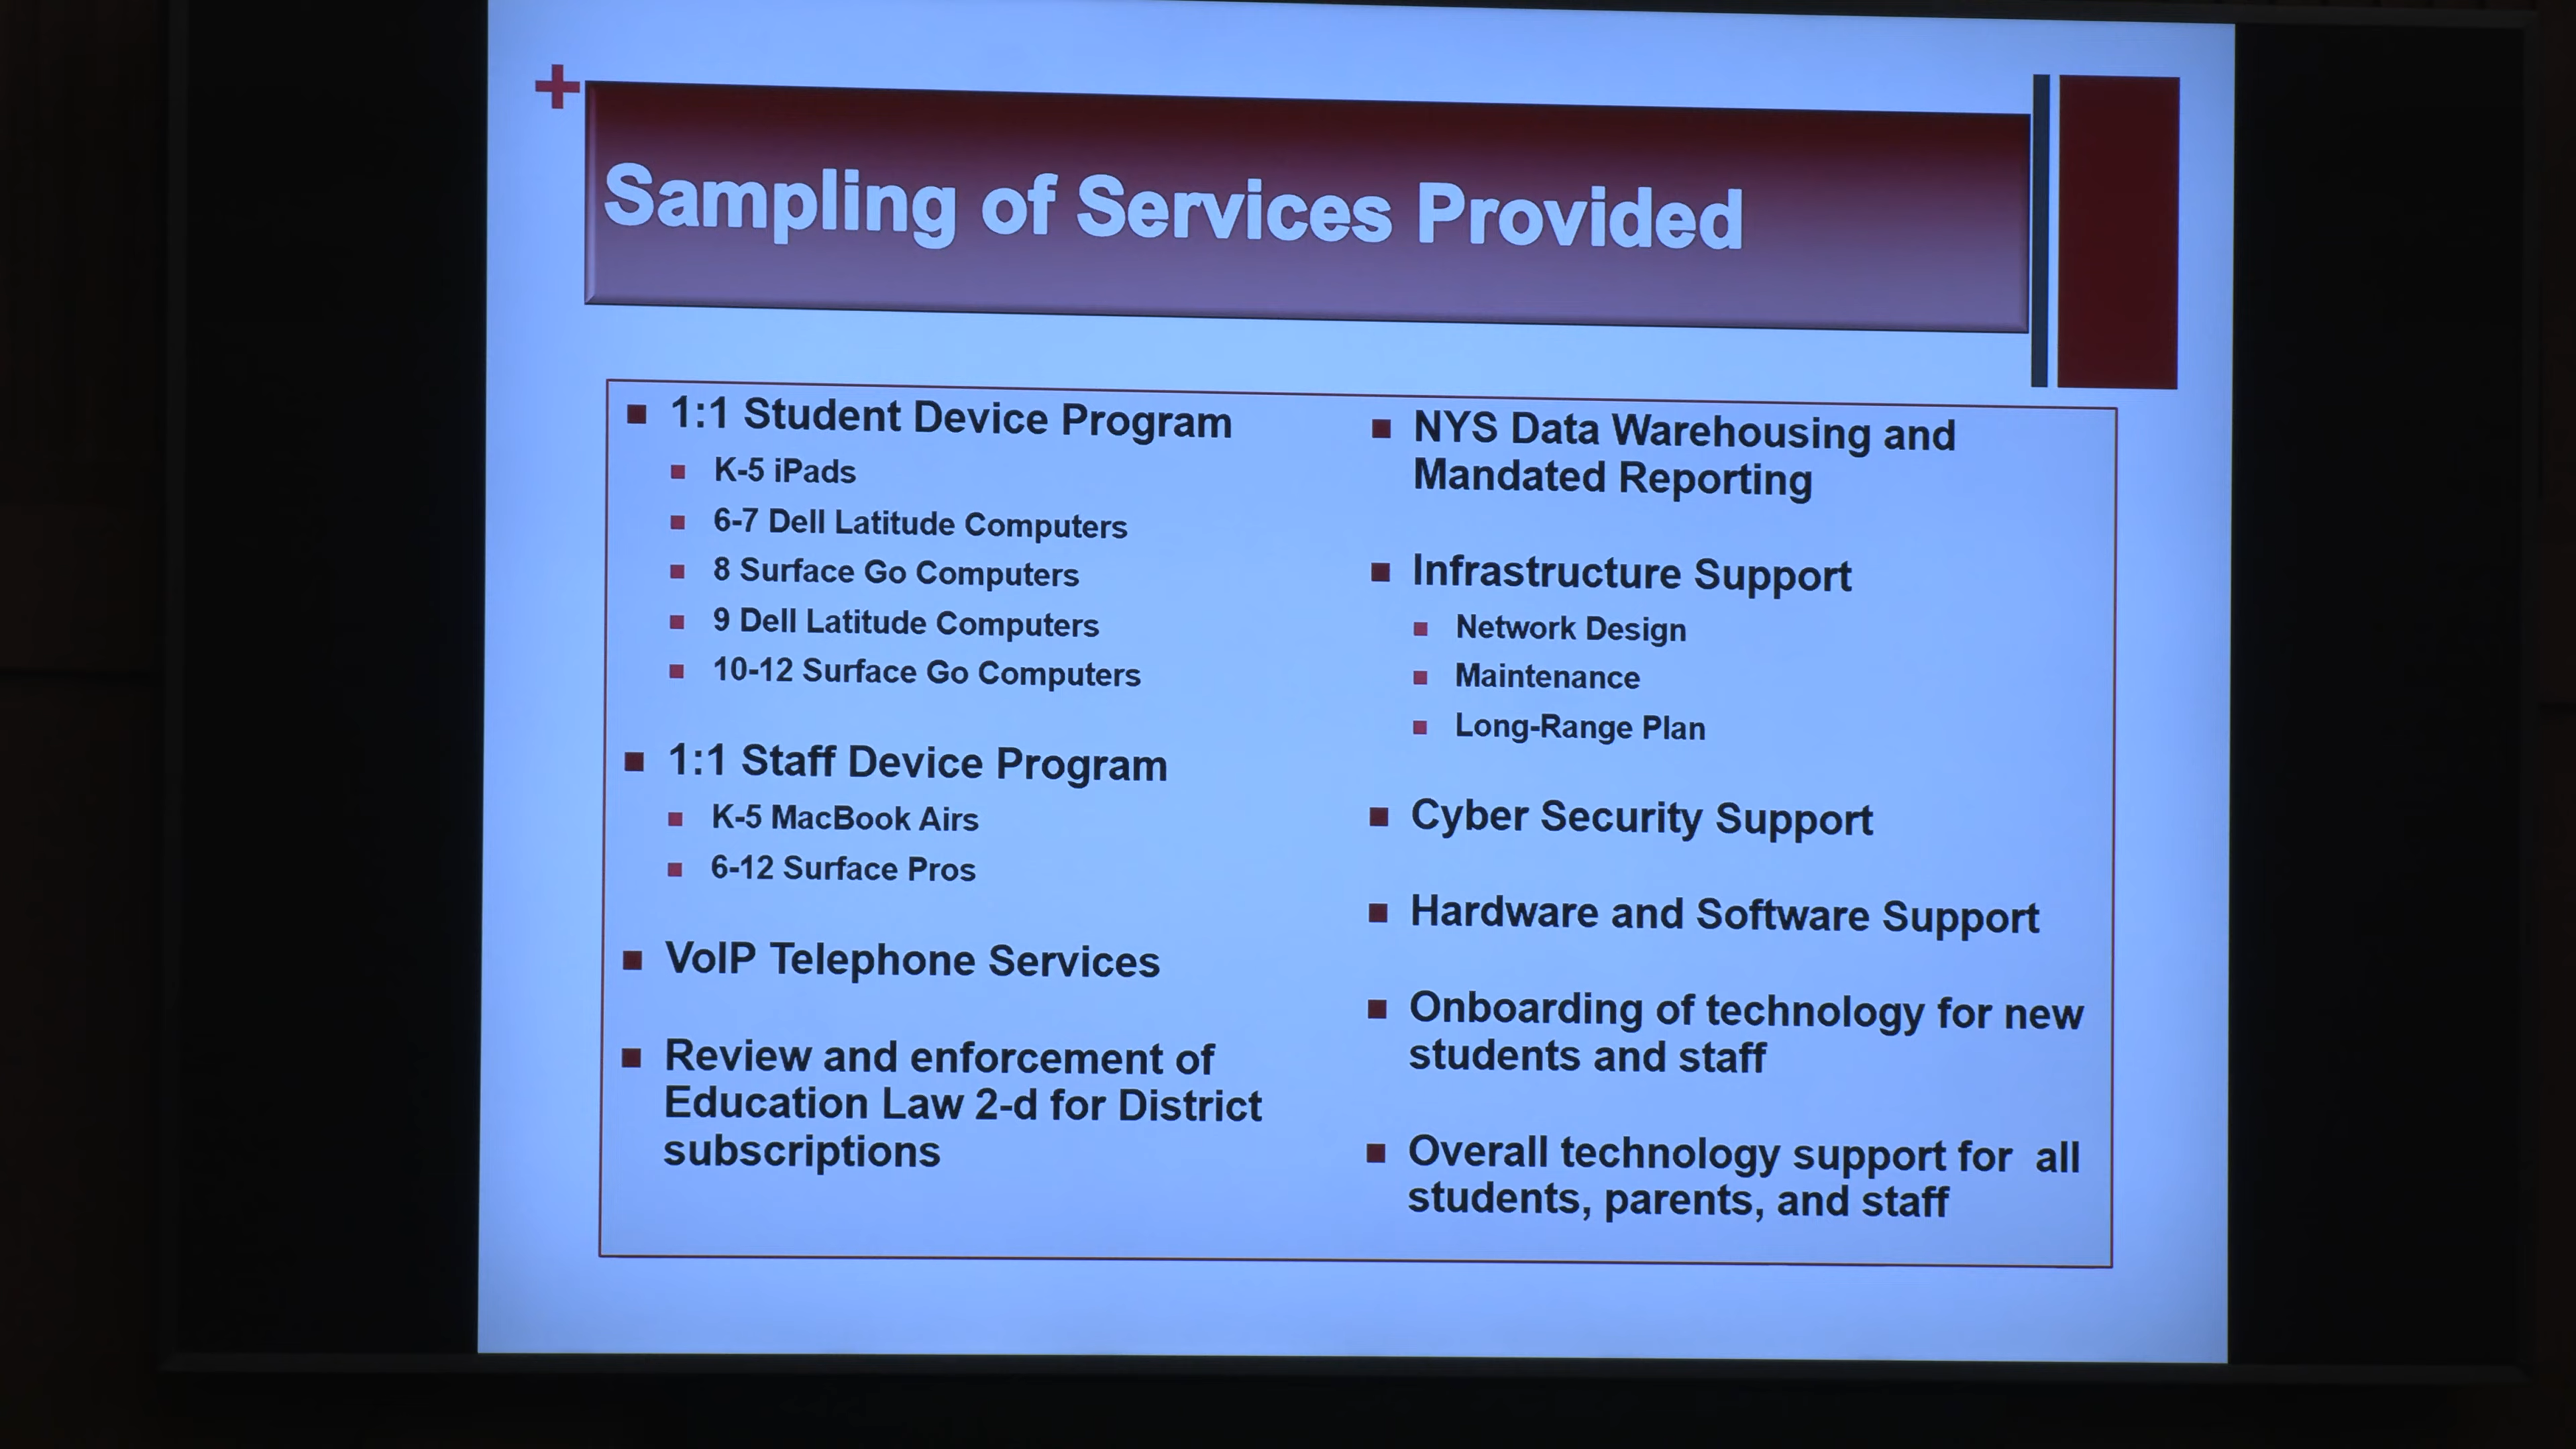 Sampling of Services Provided
1:1 Student Device Program
K-5 iPads
6-7 Dell Latitude Computers
8 Surface Go Computers
9 Dell Latitude Computers
10-12 Surface Go Computers
1:1 Staff Device Program
K-5 MacBook Airs
6-12 Surface Pros
VoIP Telephone Services
Review and enforcement of
Education Law 2-d for District
subscriptions
NYS Data Warehousing and
Mandated Reporting
Infrastructure Support
Network Design
Maintenance
Long-Range Plan
Cyber Security Support
Hardware and Software Support
Onboarding of technology for new
students and staff
Overall technology support for  all
students, parents, and staff